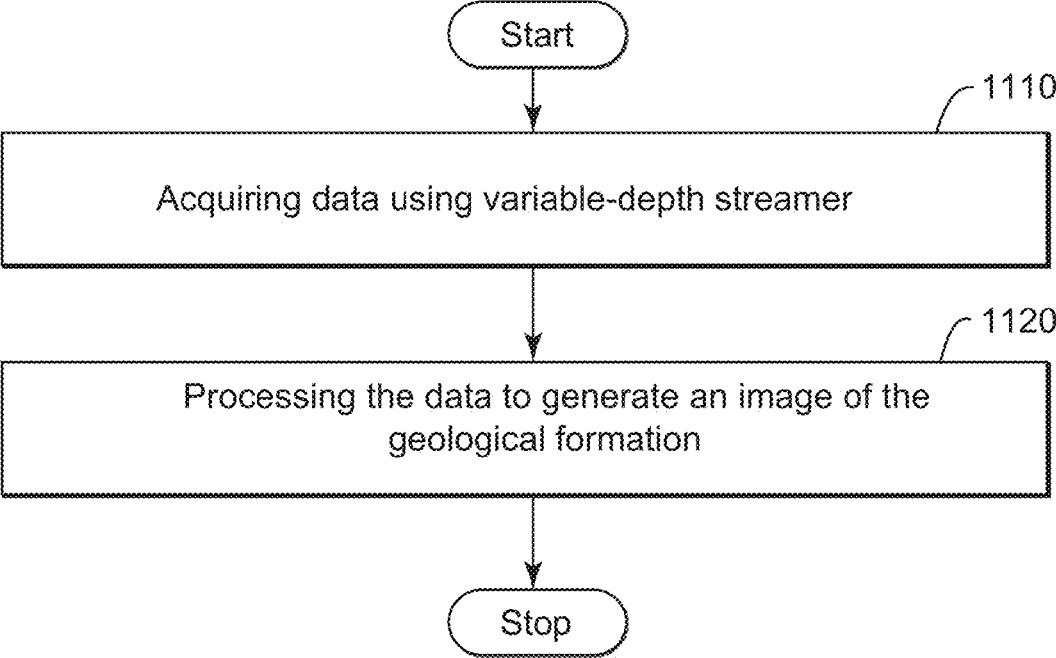 Start
1110
Acquiring data using variable-depth streamer
1120
Processing the data to generate an image of the
geological formation
Stop